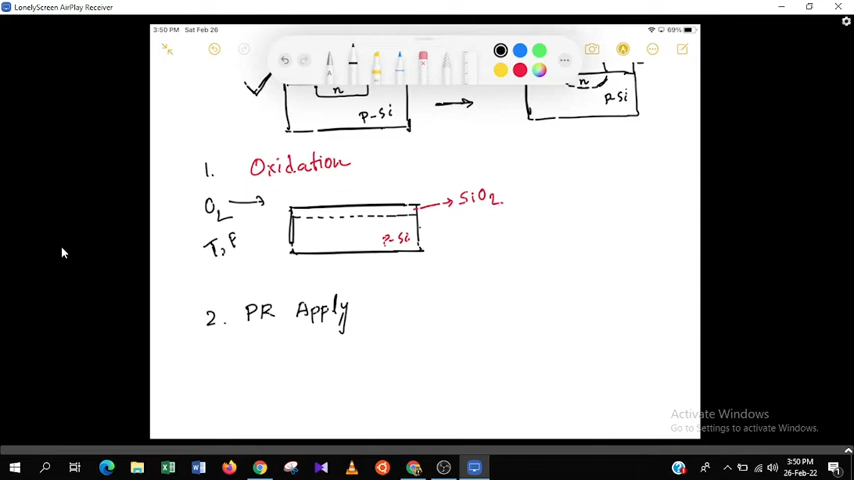 LonelyScreen AirPlay Receiver
3:50 PM Sat Feb 26
69%
n
P-Si
n
P-Si
1. Oxidation
O2
SiO2
T, P
P-Si
2. PR Apply
Activate Windows
Go to Settings to activate Windows.
3:50 PM
26-Feb-22